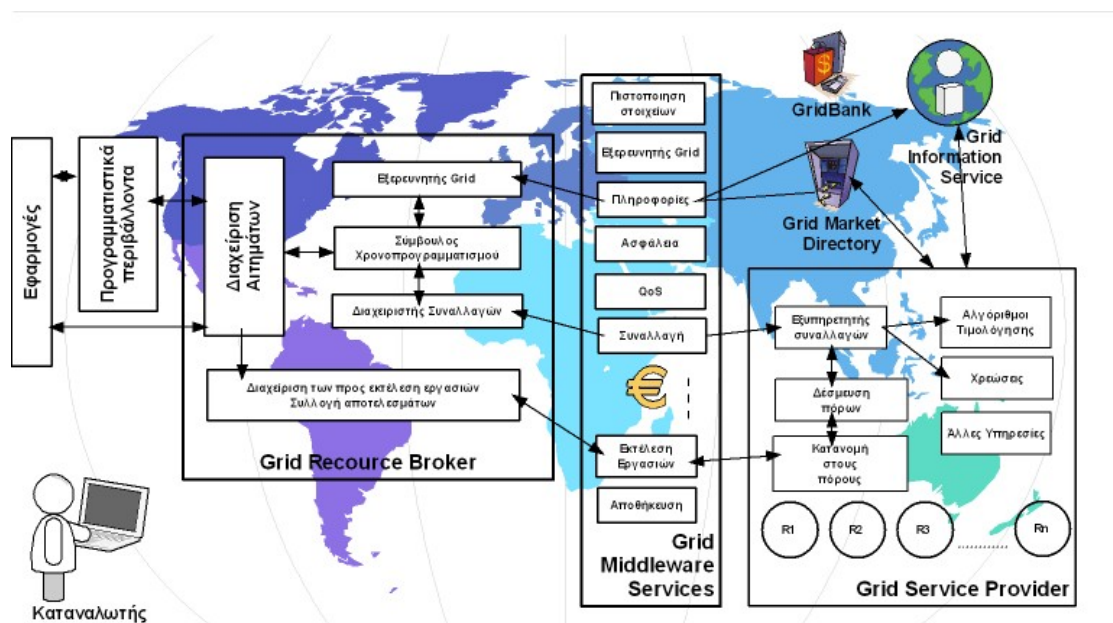 Εφαρμογές
Προγραμματιστικά
περιβάλλοντα
Διαχείριση
Αιτημάτων
Εξερευνητής Grid
Σύμβουλος
Χρονοπρογραμματισμού
Διαχειριστής Συναλλαγών
Διαχείριση των προς εκτέλεση εργασιών
Συλλογή αποτελεσμάτων
Grid Recource Broker
Καταναλωτής
Πιστοποιηση
στοιχείων
Εξερευνητής Grid
Πληροφορίες
Ασφάλεια
QoS
Συναλλαγή
€
Εκτέλεση
Εργασιών
Αποθήκευση
Grid
Middleware
Services
$
GridBank
Grid
Information
Service
Grid Market
Directory
Εξυπηρετητής
συναλλαγών
Αλγόριθμοι
Τιμολόγησης
Χρεώσεις
Δέσμευση
πόρων
Άλλες Υπηρεσίες
Κατανομή
στους
πόρους
R1
R2
R3
..............
Rn
Grid Service Provider